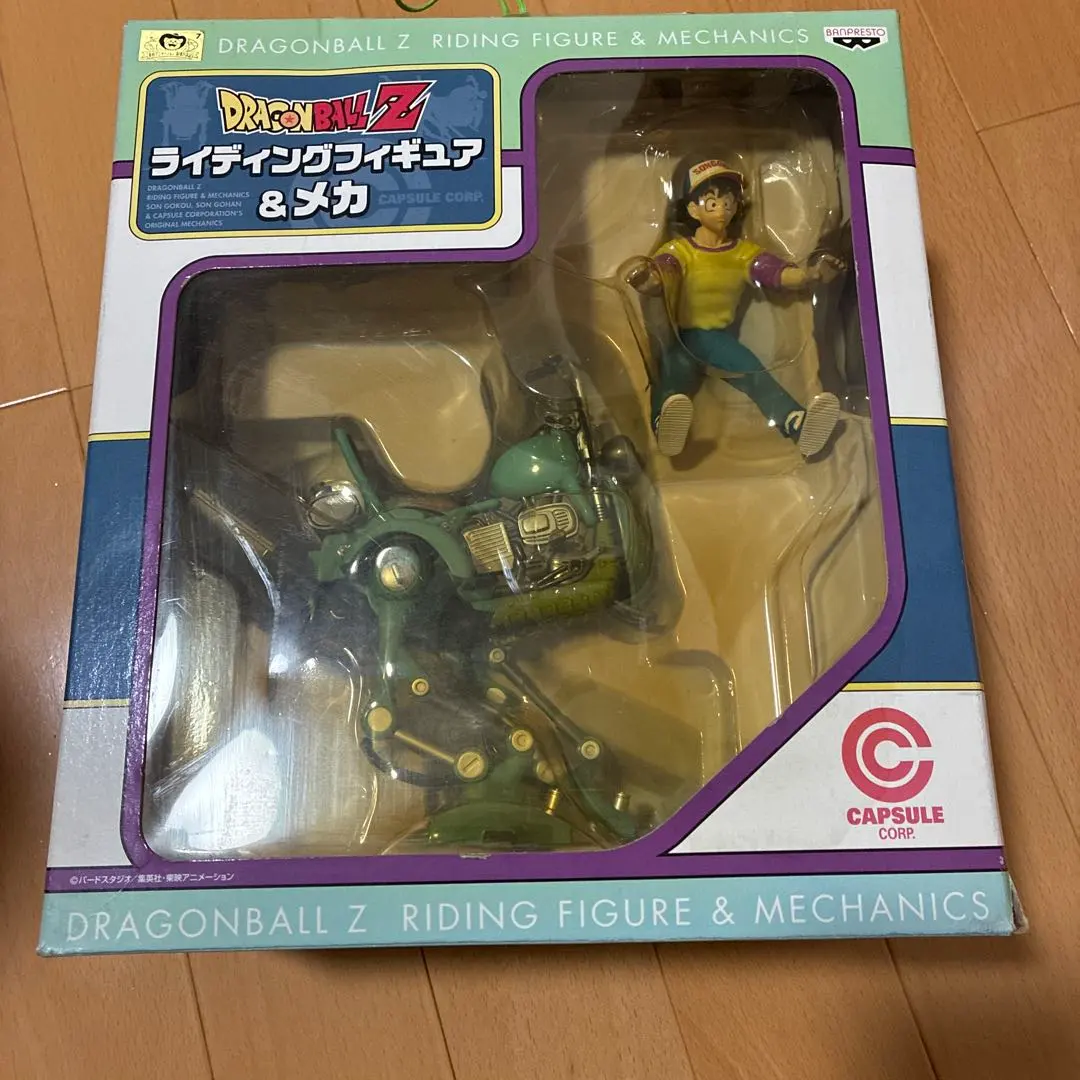 DRAGONBALL Z RIDING FIGURE & MECHANICS
BANPRESTO
7
DRAGONBALL Z
ライディングフィギュア
&メカ
DRAGONBALL Z
RIDING FIGURE & MECHANICS
SON GOKOU, SON GOHAN
& CAPSULE CORPORATION'S
ORIGINAL MECHANICS
CAPSULE CORP.
CAPSULE
CORP.
©バードスタジオ/集英社・東映アニメーション
DRAGONBALL Z RIDING FIGURE & MECHANICS